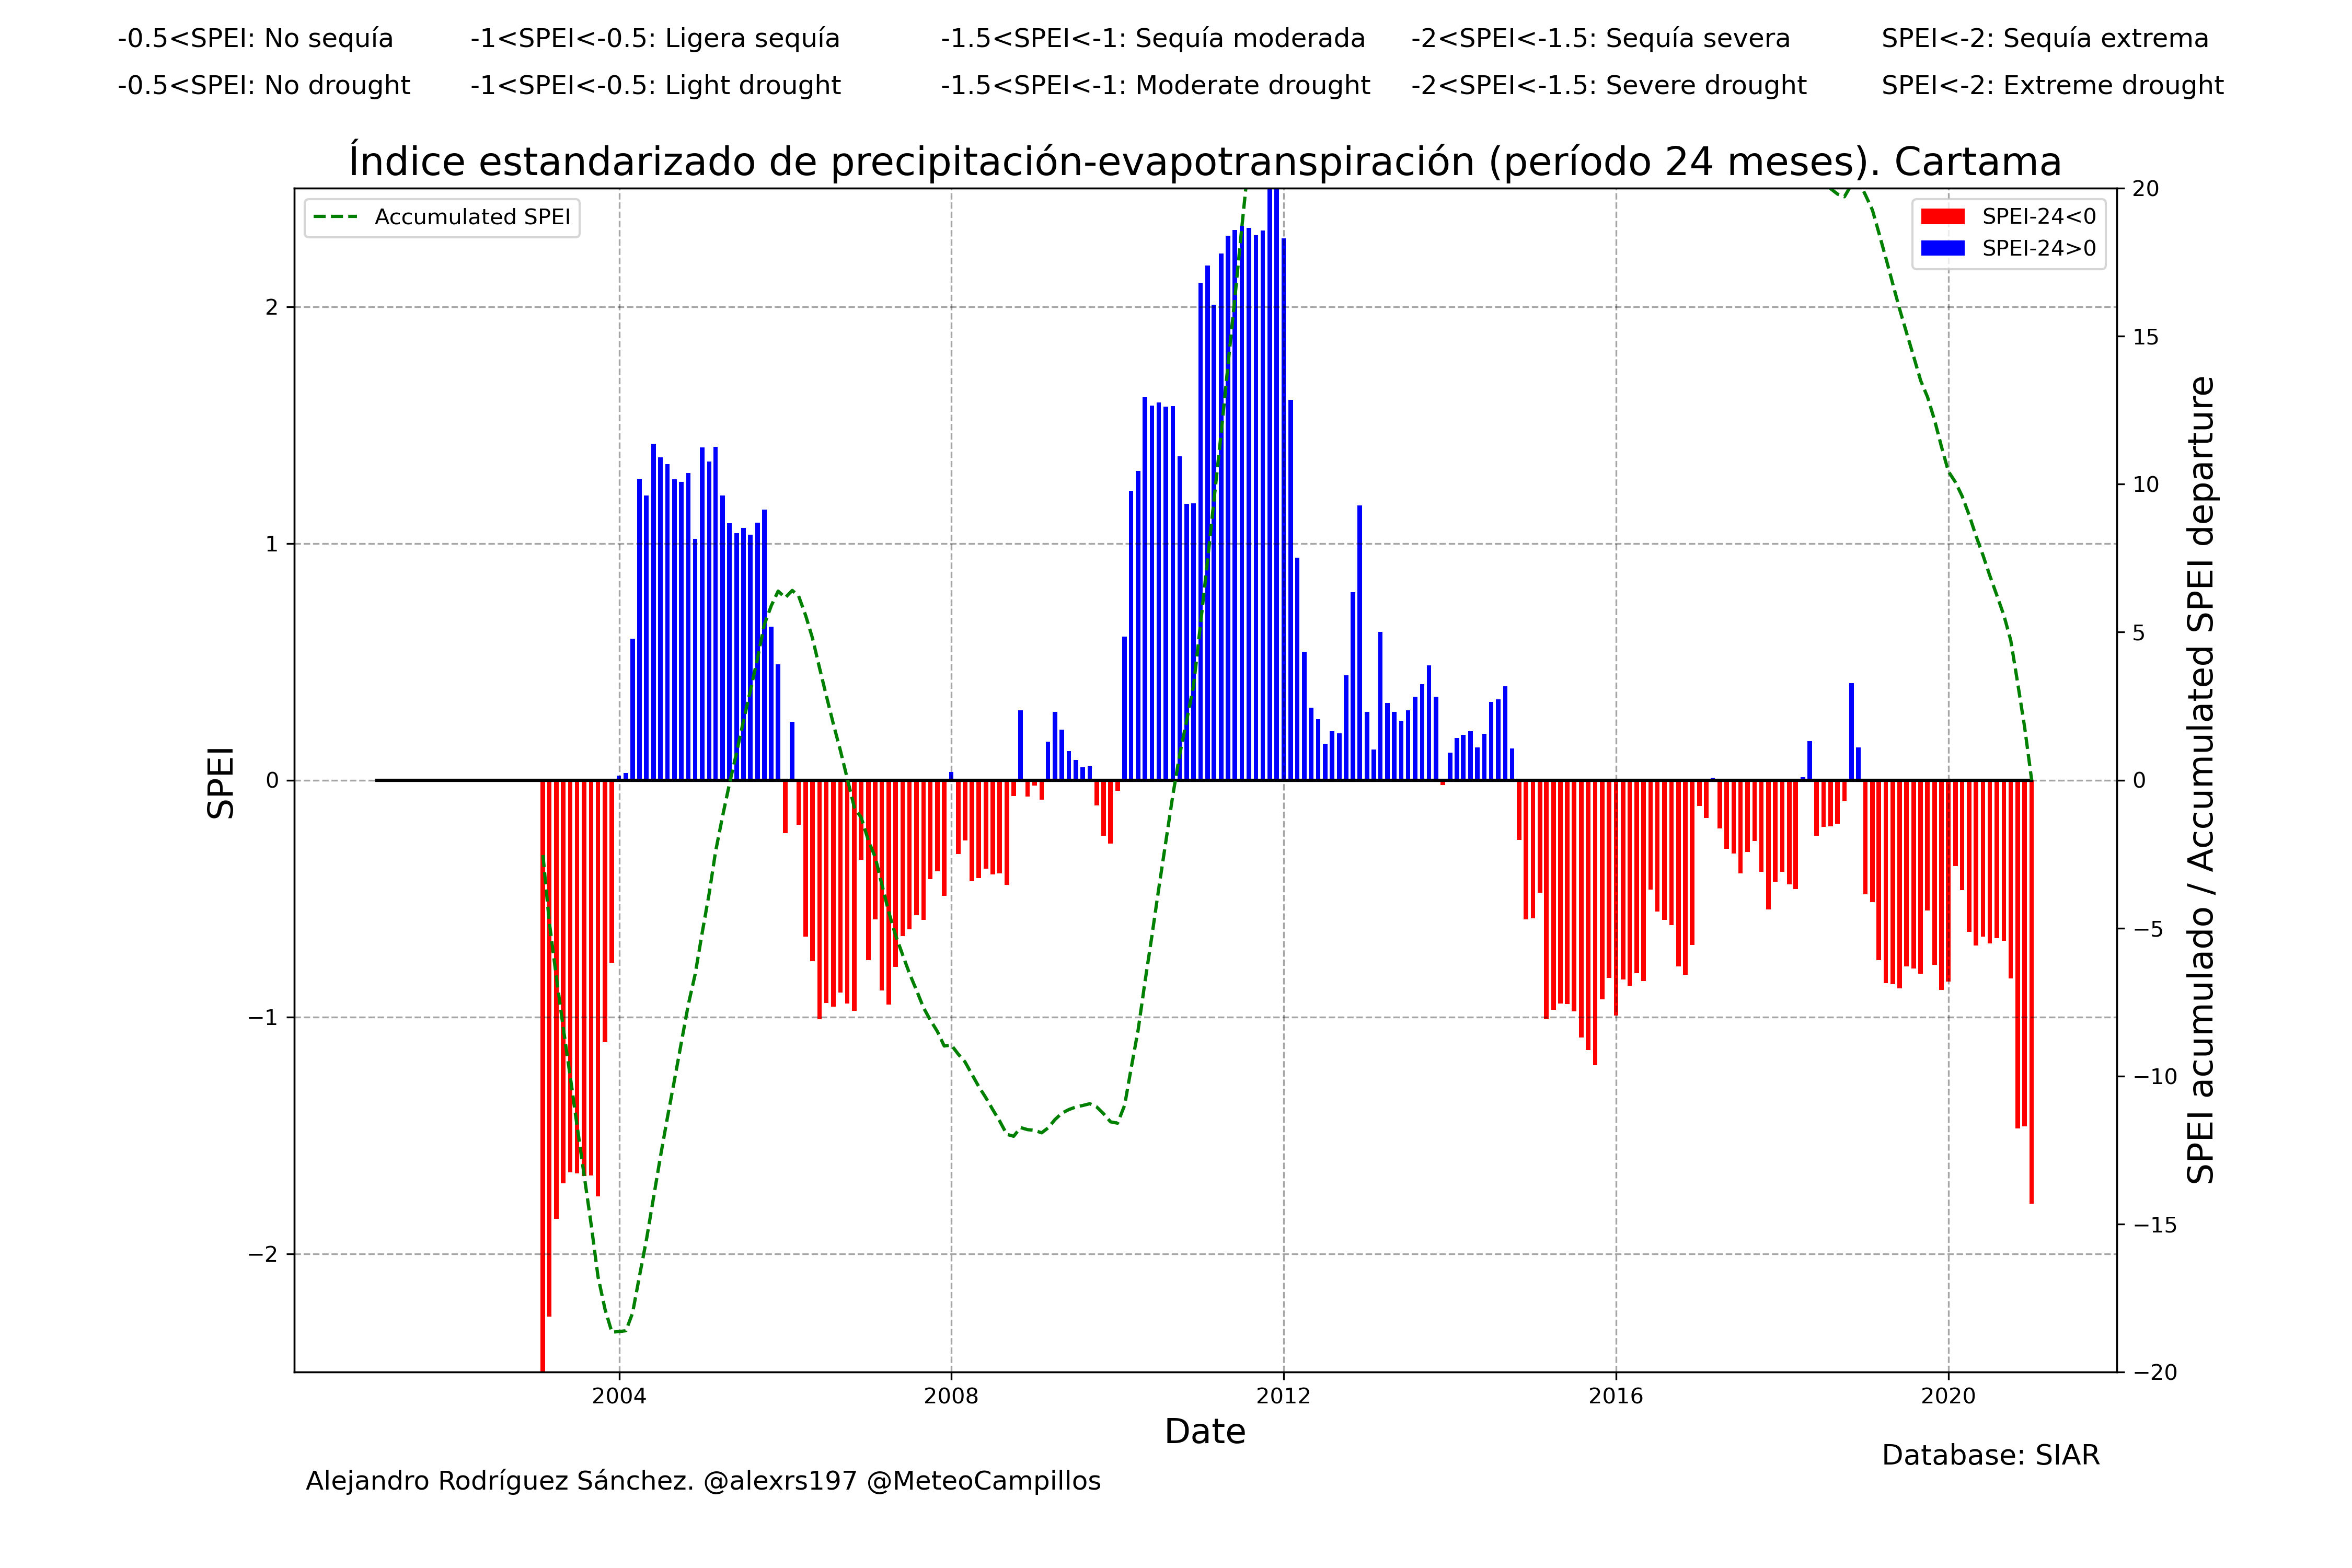 -0.5<SPEI: No sequía -1<SPEI<-0.5: Ligera sequía -1.5<SPEI<-1: Sequía moderada -2<SPEI<-1.5: Sequía severa SPEI<-2: Sequía extrema
-0.5<SPEI: No drought -1<SPEI<-0.5: Light drought -1.5<SPEI<-1: Moderate drought -2<SPEI<-1.5: Severe drought SPEI<-2: Extreme drought
Índice estandarizado de precipitación-evapotranspiración (período 24 meses). Cartama
Accumulated SPEI
SPEI-24<0
SPEI-24>0
SPEI
2
1
0
−1
−2
20
15
10
5
0
−5
−10
−15
−20
SPEI acumulado / Accumulated SPEI departure
2004 2008 2012 2016 2020
Date
Database: SIAR
Alejandro Rodríguez Sánchez. @alexrs197 @MeteoCampillos